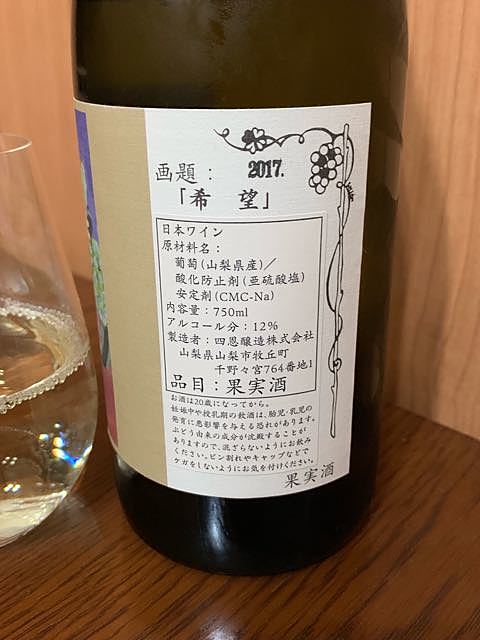 画題： 2017.
「希 望」
日本ワイン
原材料名：
葡萄(山梨県産)／
酸化防止剤(亜硫酸塩)
安定剤(CMC-Na)
内容量：750ml
アルコール分：12%
製造者：四恩醸造株式会社
山梨県山梨市牧丘町
千野々宮764番地1
品目：果実酒
お酒は20歳になってから。
妊娠中や授乳期の飲酒は、胎児・乳児の
発育に悪影響を与える恐れがあります。
ぶどう由来の成分が沈殿することが
ありますので、混ざらないようにお飲み
ください。ビン割れやキャップなどで
ケガをしないようにお気を付けください。
果実酒